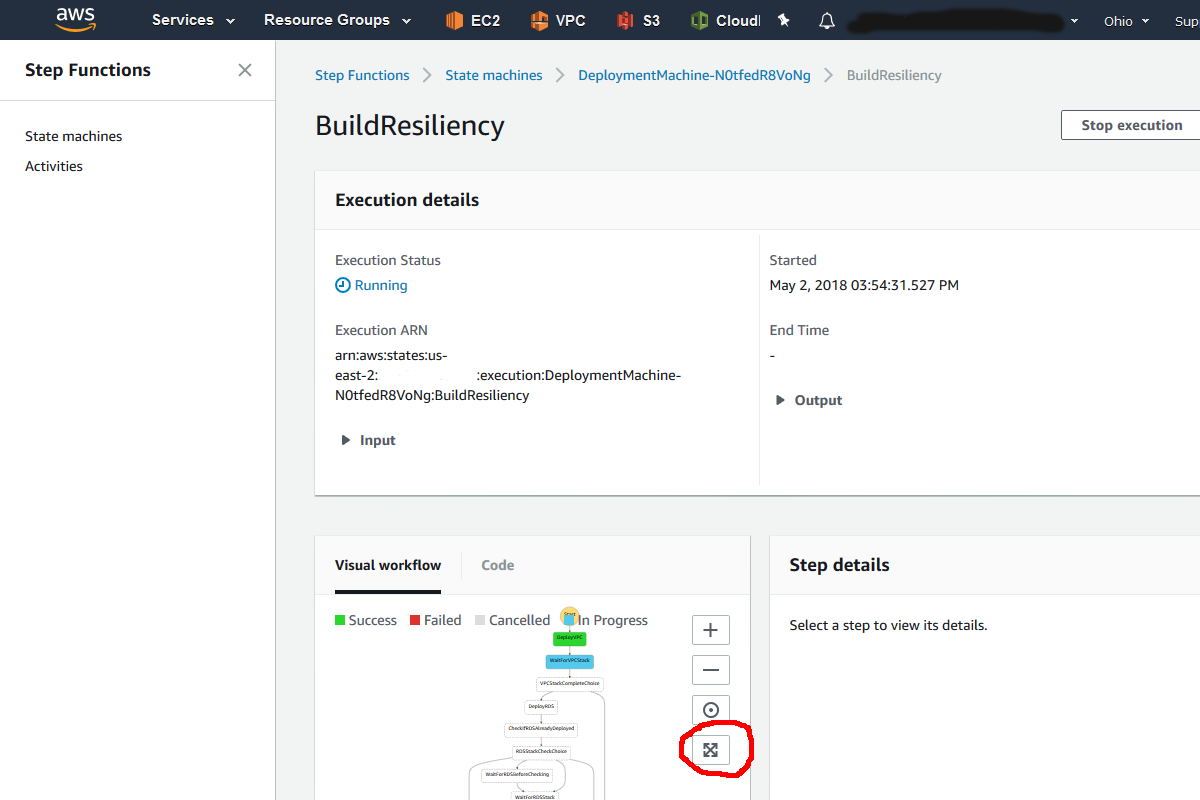 aws Services Resource Groups EC2 VPC S3 Cloudl Ohio Sup
Step Functions
State machines
Activities
Step Functions State machines DeploymentMachine-N0tfedR8VoNg BuildResiliency
BuildResiliency
Stop execution
Execution details
Execution Status
Running
Execution ARN
arn:aws:states:us-
east-2: :execution:DeploymentMachine-
N0tfedR8VoNg:BuildResiliency
Input
Started
May 2, 2018 03:54:31.527 PM
End Time
-
Output
Visual workflow Code
Success Failed Cancelled In Progress
Start
DeployVPC
WaitForVPCStack
VPCStackCompleteChoice
DeployRDS
CheckIfRDSAlreadyDeployed
RDSStackCheckChoice
WaitForRDSBeforeChecking
WaitForRDSStack
Step details
Select a step to view its details.